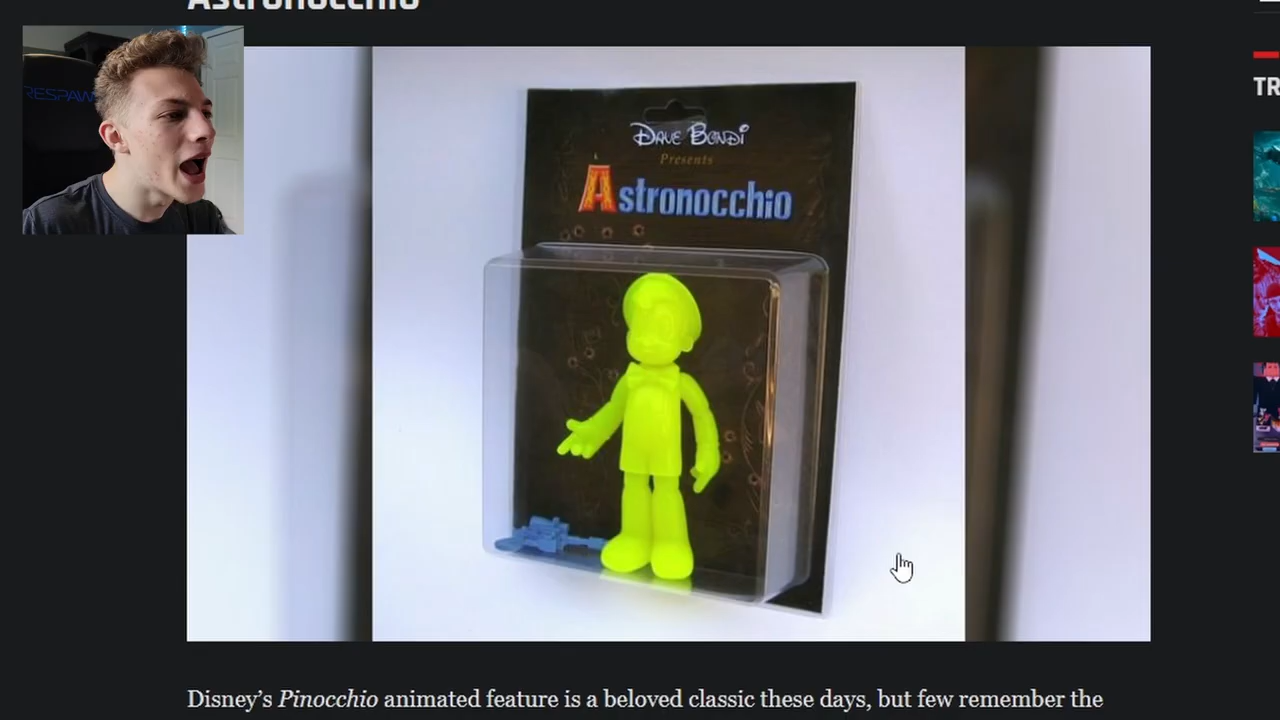 Astronocchio
RESPAW
Dave Bondi
Presents
Astronocchio
TR
Disney’s Pinocchio animated feature is a beloved classic these days, but few remember the